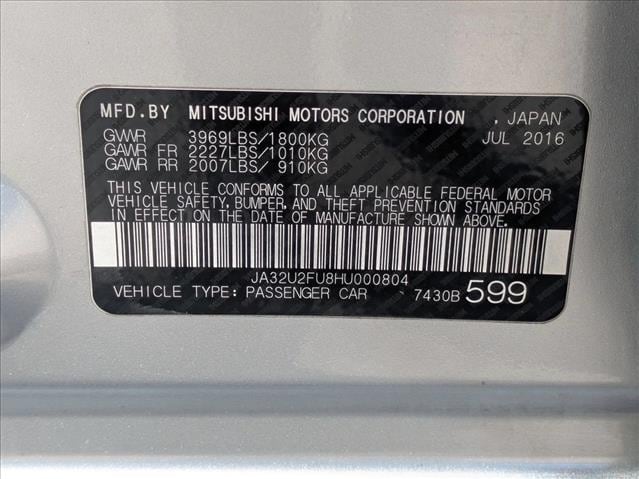 MFD.BY MITSUBISHI MOTORS CORPORATION , JAPAN
GVWR 3969LBS/1800KG JUL 2016
GAWR FR 2227LBS/1010KG
GAWR RR 2007LBS/ 910KG
THIS VEHICLE CONFORMS TO ALL APPLICABLE FEDERAL MOTOR
VEHICLE SAFETY, BUMPER, AND THEFT PREVENTION STANDARDS
IN EFFECT ON THE DATE OF MANUFACTURE SHOWN ABOVE.
JA32U2FU8HU000804
VEHICLE TYPE: PASSENGER CAR 7430B 599